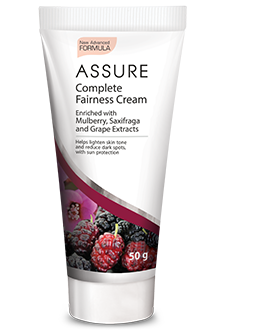 New Advanced
FORMULA
ASSURE
Complete
Fairness Cream
Enriched with
Mulberry, Saxifraga
and Grape Extracts
Helps lighten skin tone
and reduce dark spots,
with sun protection
50 g